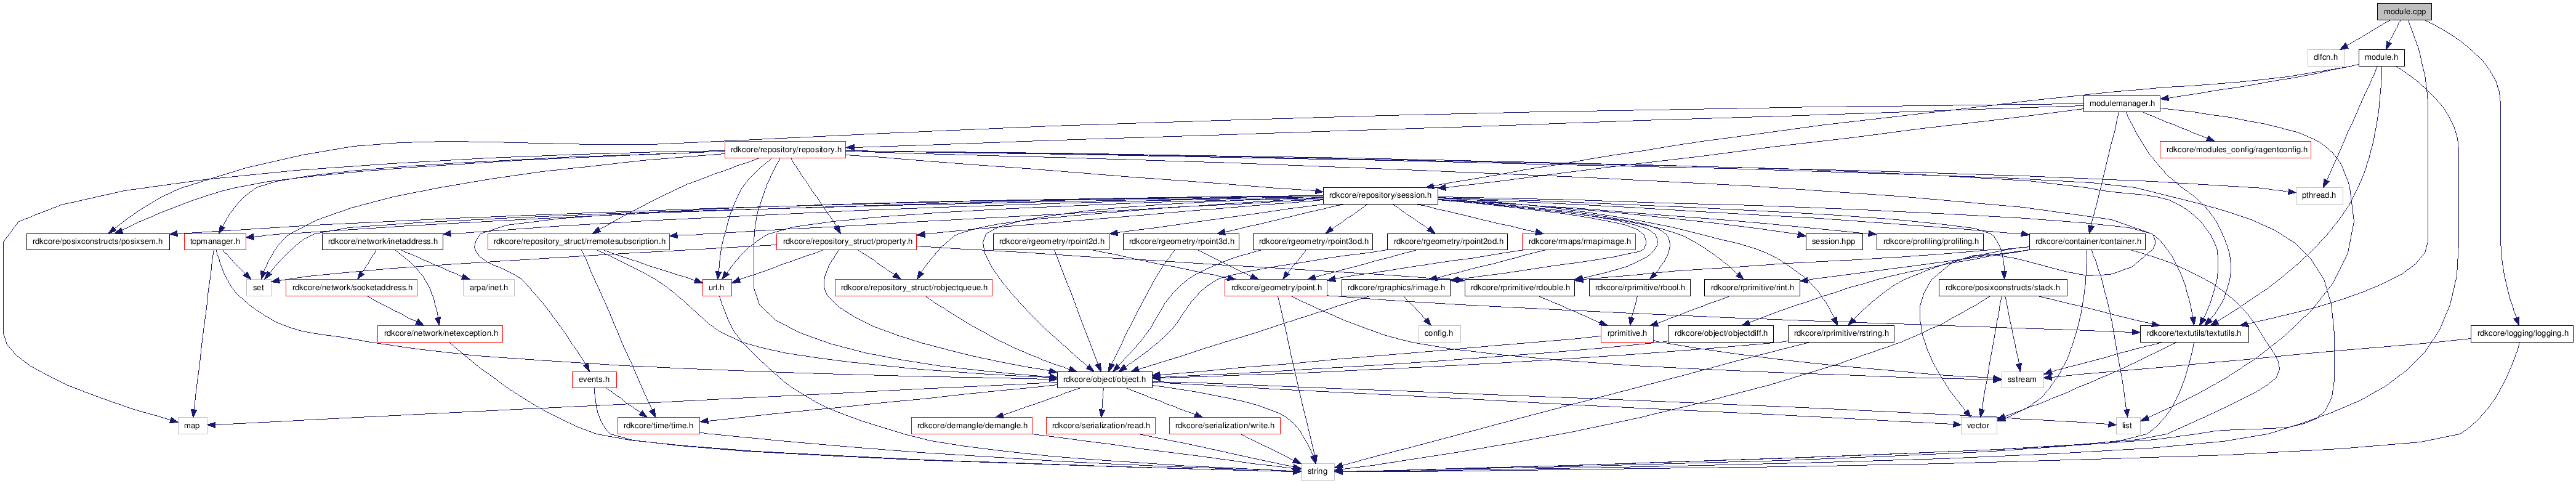 module.cpp
dlfcn.h
module.h
modulemanager.h
rdkcore/repository/repository.h
rdkcore/modules_config/ragentconfig.h
rdkcore/repository/session.h
pthread.h
rdkcore/posixconstructs/posixsem.h
tcpmanager.h
rdkcore/network/inetaddress.h
rdkcore/repository_struct/remotesubscription.h
rdkcore/repository_struct/property.h
rdkcore/rgeometry/rpoint2d.h
rdkcore/rgeometry/rpoint3d.h
rdkcore/rgeometry/rpoint3od.h
rdkcore/rgeometry/rpoint2od.h
rdkcore/rmaps/rmapimage.h
session.hpp
rdkcore/profiling/profiling.h
rdkcore/container/container.h
set
rdkcore/network/socketaddress.h
arpa/inet.h
url.h
rdkcore/repository_struct/objectqueue.h
rdkcore/geometry/point.h
rdkcore/rgraphics/rimage.h
rdkcore/rprimitive/rdouble.h
rdkcore/rprimitive/rbool.h
rdkcore/rprimitive/rint.h
rdkcore/posixconstructs/stack.h
rdkcore/network/netexception.h
config.h
rprimitive.h
rdkcore/object/objectdiff.h
rdkcore/rprimitive/rstring.h
rdkcore/textutils/textutils.h
rdkcore/logging/logging.h
events.h
rdkcore/object/object.h
sstream
map
rdkcore/time/time.h
rdkcore/demangle/demangle.h
rdkcore/serialization/read.h
rdkcore/serialization/write.h
vector
list
string